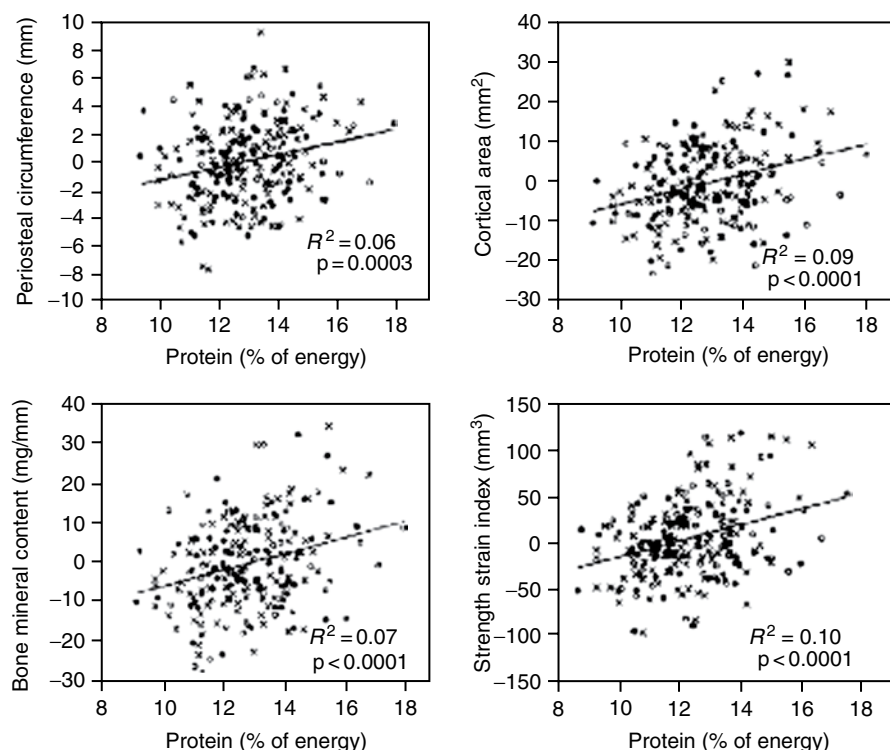 Periosteal circumference (mm)
10
8
6
4
2
0
−2
−4
−6
−8
−10
R² = 0.06
p = 0.0003
8 10 12 14 16 18
Protein (% of energy)
Cortical area (mm²)
40
30
20
10
0
−10
−20
−30
R² = 0.09
p < 0.0001
8 10 12 14 16 18
Protein (% of energy)
Bone mineral content (mg/mm)
40
30
20
10
0
−10
−20
−30
R² = 0.07
p < 0.0001
8 10 12 14 16 18
Protein (% of energy)
Strength strain index (mm³)
150
100
50
0
−50
−100
−150
R² = 0.10
p < 0.0001
8 10 12 14 16 18
Protein (% of energy)